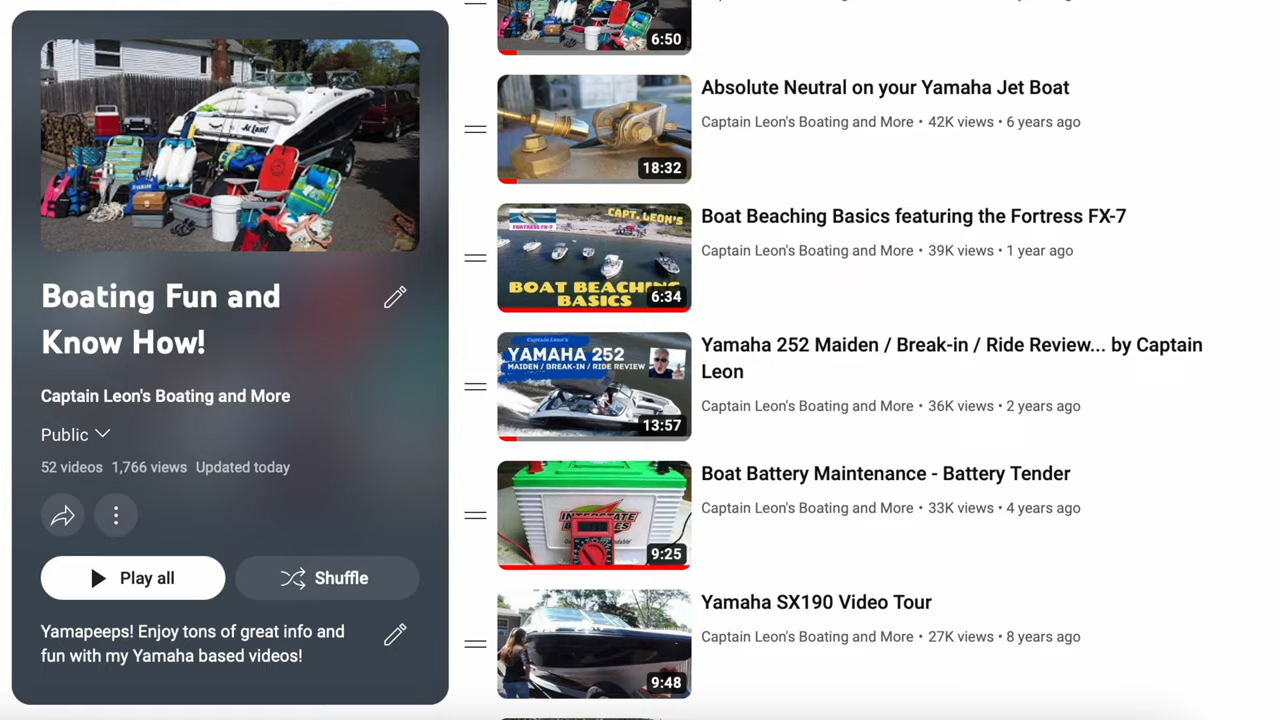 Jet Lag!
Boating Fun and
Know How!
Captain Leon's Boating and More
Public
52 videos 1,766 views Updated today
Play all
Shuffle
Yamapeeps! Enjoy tons of great info and
fun with my Yamaha based videos!
6:50
18:32
Absolute Neutral on your Yamaha Jet Boat
Captain Leon's Boating and More • 42K views • 6 years ago
FORTRESS FX-7
CAPT. LEON'S
BOAT BEACHING
BASICS
6:34
Boat Beaching Basics featuring the Fortress FX-7
Captain Leon's Boating and More • 39K views • 1 year ago
Captain Leon's
YAMAHA 252
MAIDEN / BREAK-IN / RIDE REVIEW
13:57
Yamaha 252 Maiden / Break-in / Ride Review... by Captain
Leon
Captain Leon's Boating and More • 36K views • 2 years ago
INTERSTATE
BATTERIES
9:25
Boat Battery Maintenance - Battery Tender
Captain Leon's Boating and More • 33K views • 4 years ago
9:48
Yamaha SX190 Video Tour
Captain Leon's Boating and More • 27K views • 8 years ago